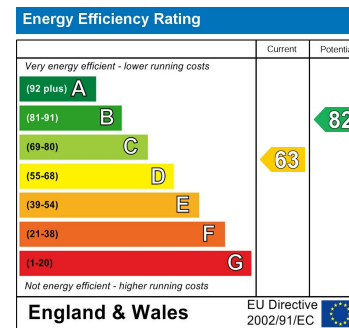 Energy Efficiency Rating
Current
Potentia
Very energy efficient - lower running costs
(92 plus) A
(81-91) B
82
(69-80) C
63
(55-68) D
(39-54) E
(21-38) F
(1-20) G
Not energy efficient - higher running costs
England & Wales
EU Directive
2002/91/EC